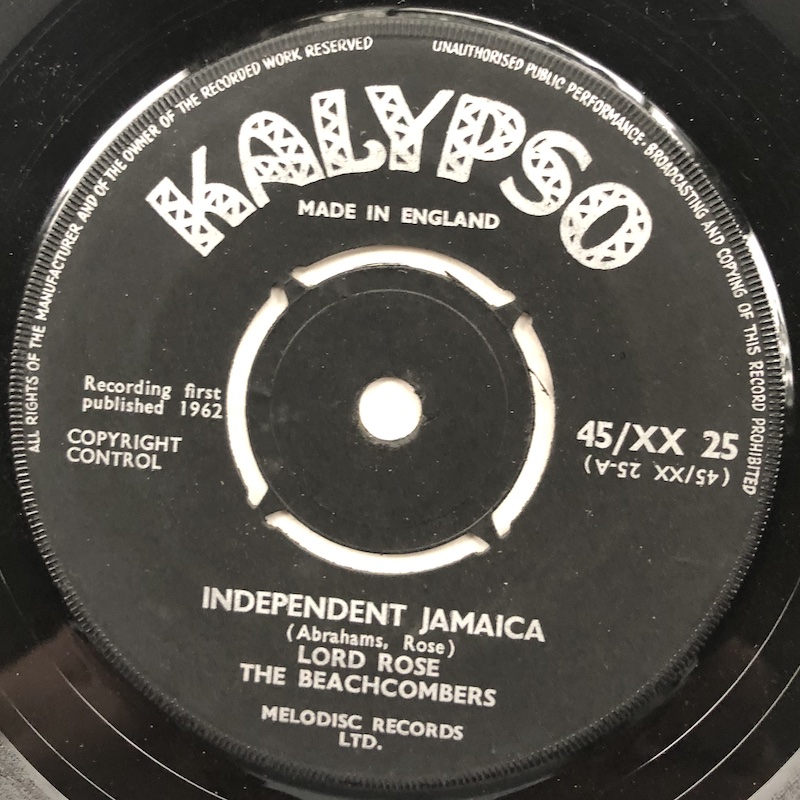 ALL RIGHTS OF THE MANUFACTURER AND OF THE OWNER OF THE RECORDED WORK RESERVED
UNAUTHORISED PUBLIC PERFORMANCE· BROADCASTING AND COPYING OF THIS RECORD PROHIBITED
KALYPSO
MADE IN ENGLAND
Recording first
published 1962
COPYRIGHT
CONTROL
45/XX 25
(45/XX 25-A)
INDEPENDENT JAMAICA
(Abrahams, Rose)
LORD ROSE
THE BEACHCOMBERS
MELODISC RECORDS
LTD.